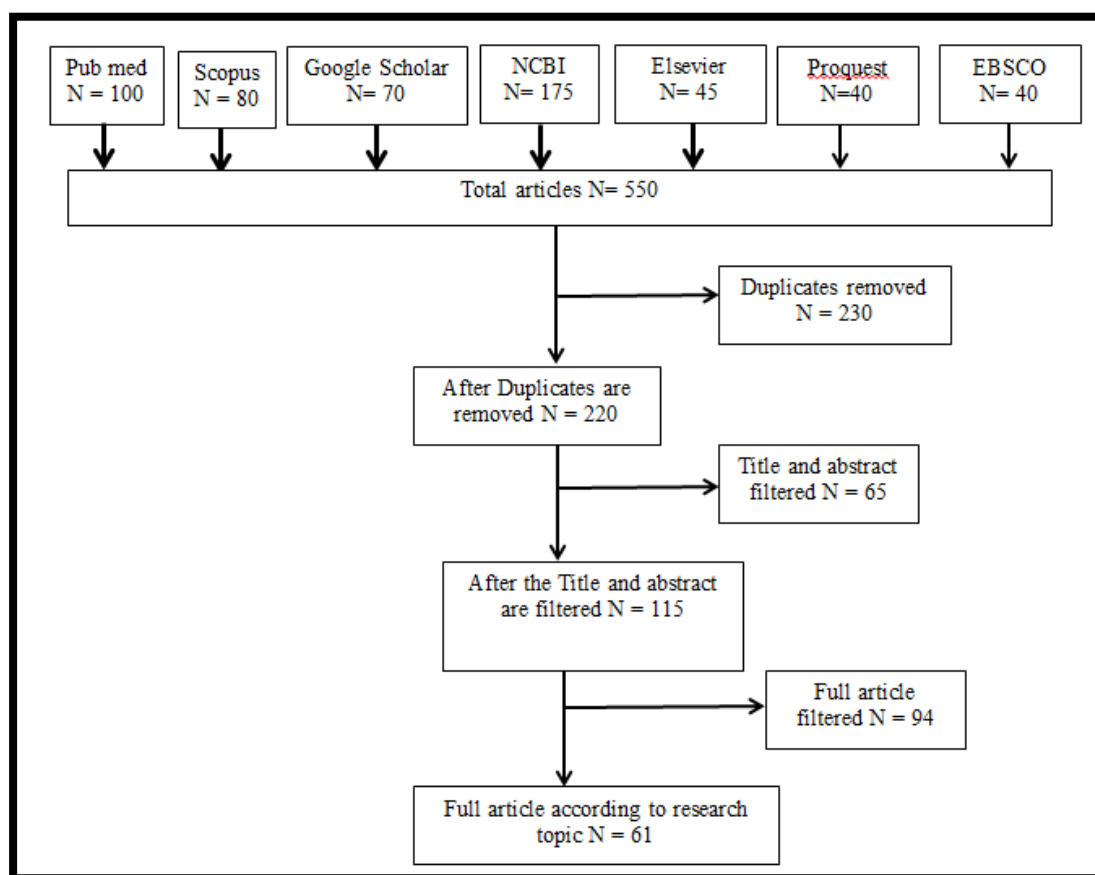 Pub med
N = 100
Scopus
N = 80
Google Scholar
N= 70
NCBI
N= 175
Elsevier
N= 45
Proquest
N=40
EBSCO
N= 40
Total articles N= 550
Duplicates removed
N = 230
After Duplicates are
removed N = 220
Title and abstract
filtered N = 65
After the Title and abstract
are filtered N = 115
Full article
filtered N = 94
Full article according to research
topic N = 61